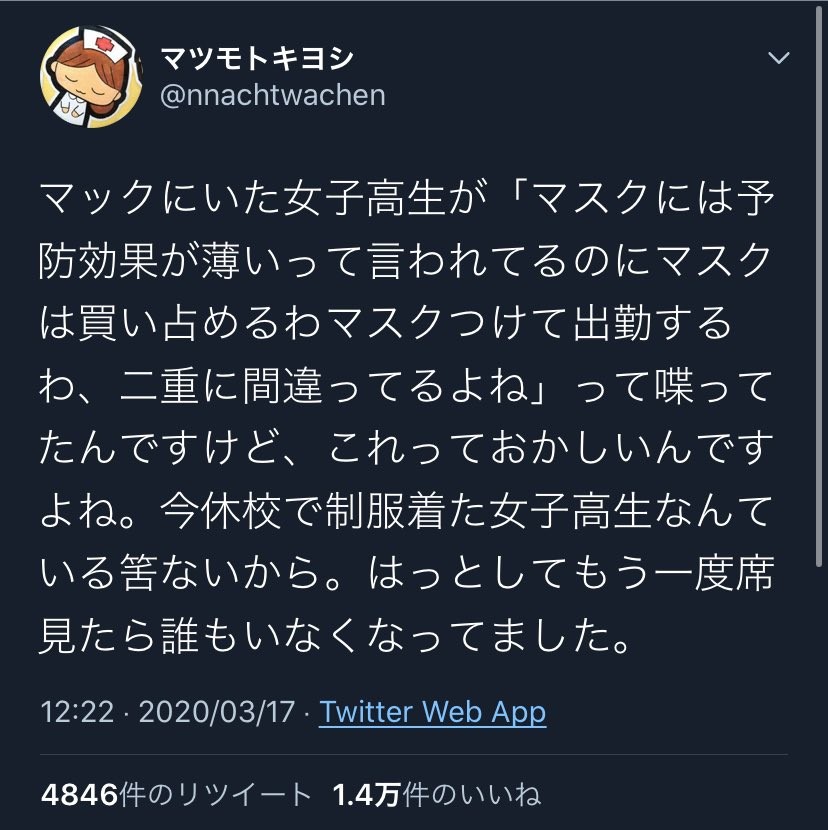 マツモトキヨシ
@nnachtwachen
マックにいた女子高生が「マスクには予
防効果が薄いって言われてるのにマスク
は買い占めるわマスクつけて出勤する
わ、二重に間違ってるよね」って喋って
たんですけど、これっておかしいんです
よね。今休校で制服着た女子高生なんて
いる筈ないから。はっとしてもう一度席
見たら誰もいなくなってました。
12:22 · 2020/03/17 · Twitter Web App
4846件のリツイート 1.4万件のいいね